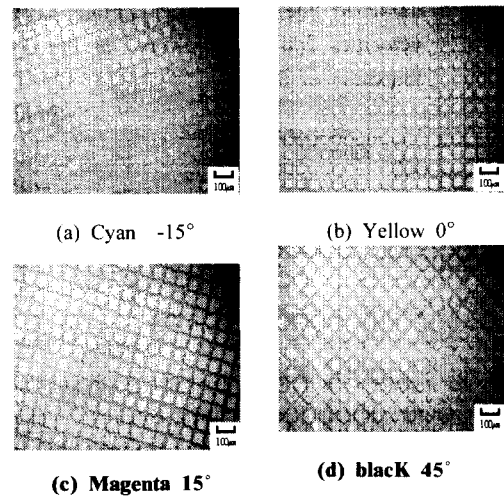 100μm
100μm
(a) Cyan -15°
(b) Yellow 0°
100μm
100μm
(c) Magenta 15°
(d) blacK 45°